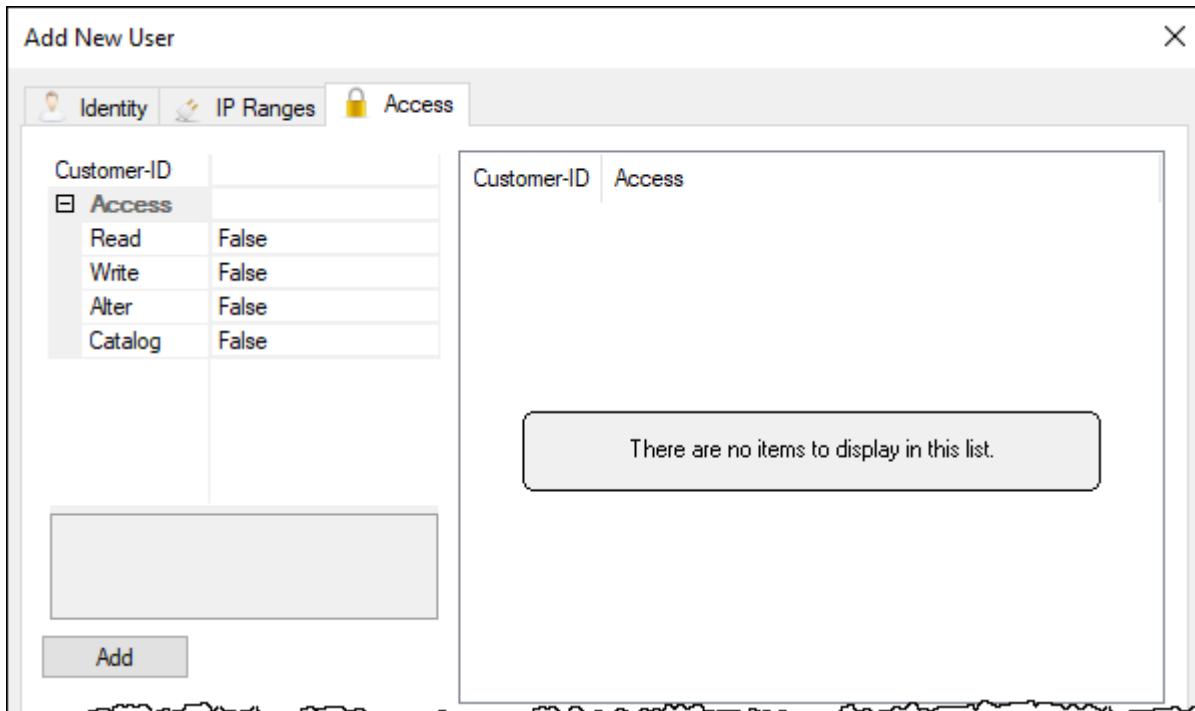 Add New User
Identity IP Ranges Access
Customer-ID
Access
Read False
Write False
Alter False
Catalog False
Add
Customer-ID Access
There are no items to display in this list.